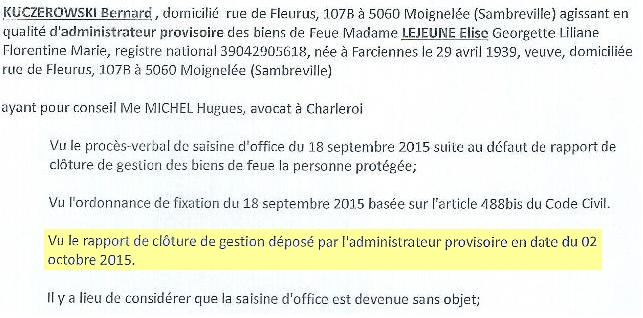 KUCZEROWSKI Bernard , domicilié rue de Fleurus, 107B à 5060 Moignelée (Sambreville) agissant en
qualité d'administrateur provisoire des biens de Feue Madame LEJEUNE Elise Georgette Liliane
Florentine Marie, registre national 39042905618, née à Farciennes le 29 avril 1939, veuve, domiciliée
rue de Fleurus, 107B à 5060 Moignelée (Sambreville)
ayant pour conseil Me MICHEL Hugues, avocat à Charleroi
Vu le procès-verbal de saisine d'office du 18 septembre 2015 suite au défaut de rapport de
clôture de gestion des biens de feue la personne protégée;
Vu l'ordonnance de fixation du 18 septembre 2015 basée sur l'article 488bis du Code Civil.
Vu le rapport de clôture de gestion déposé par l'administrateur provisoire en date du 02
octobre 2015.
Il y a lieu de considérer que la saisine d'office est devenue sans objet;